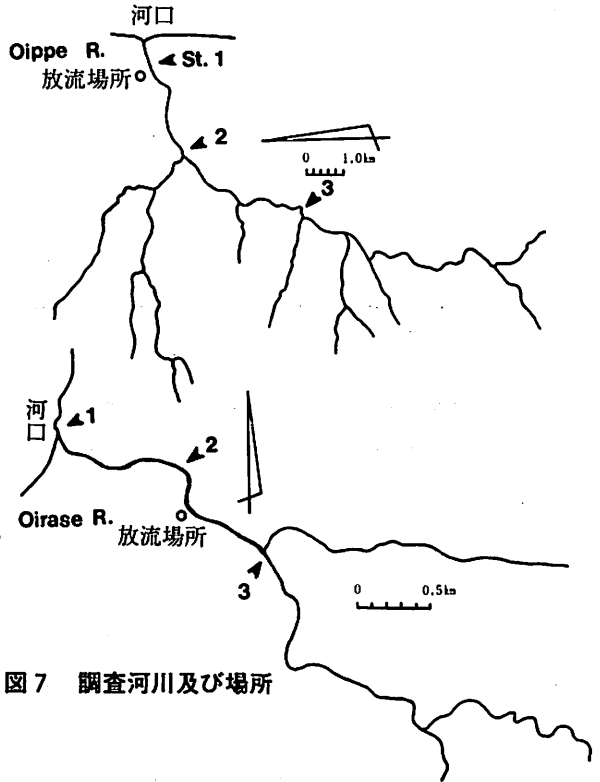 河口
Oippe R.
St. 1
放流場所
2
0 1.0km
3
河口
1
2
Oirase R.
放流場所
3
0 0.5km
図7 調査河川及び場所